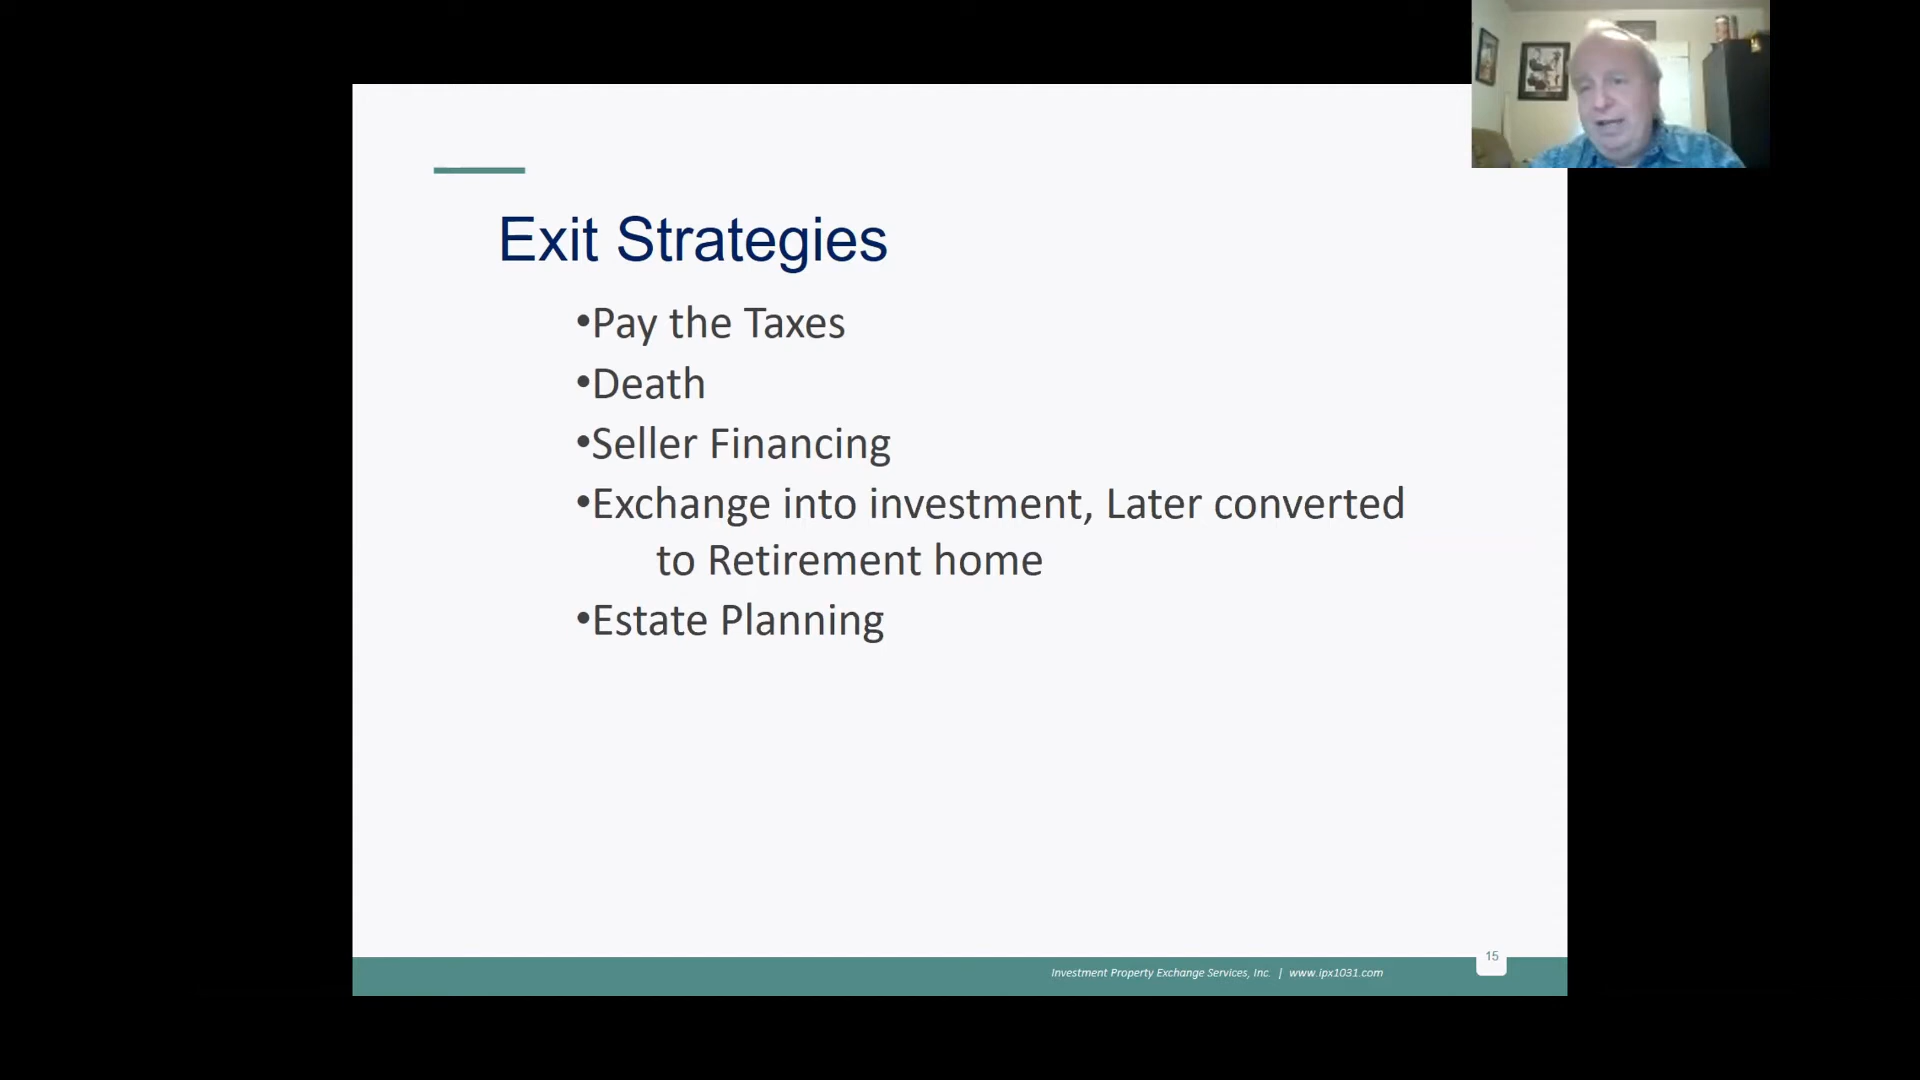 Exit Strategies
•Pay the Taxes
•Death
•Seller Financing
•Exchange into investment, Later converted
to Retirement home
•Estate Planning
Investment Property Exchange Services, Inc. | www.ipx1031.com
15